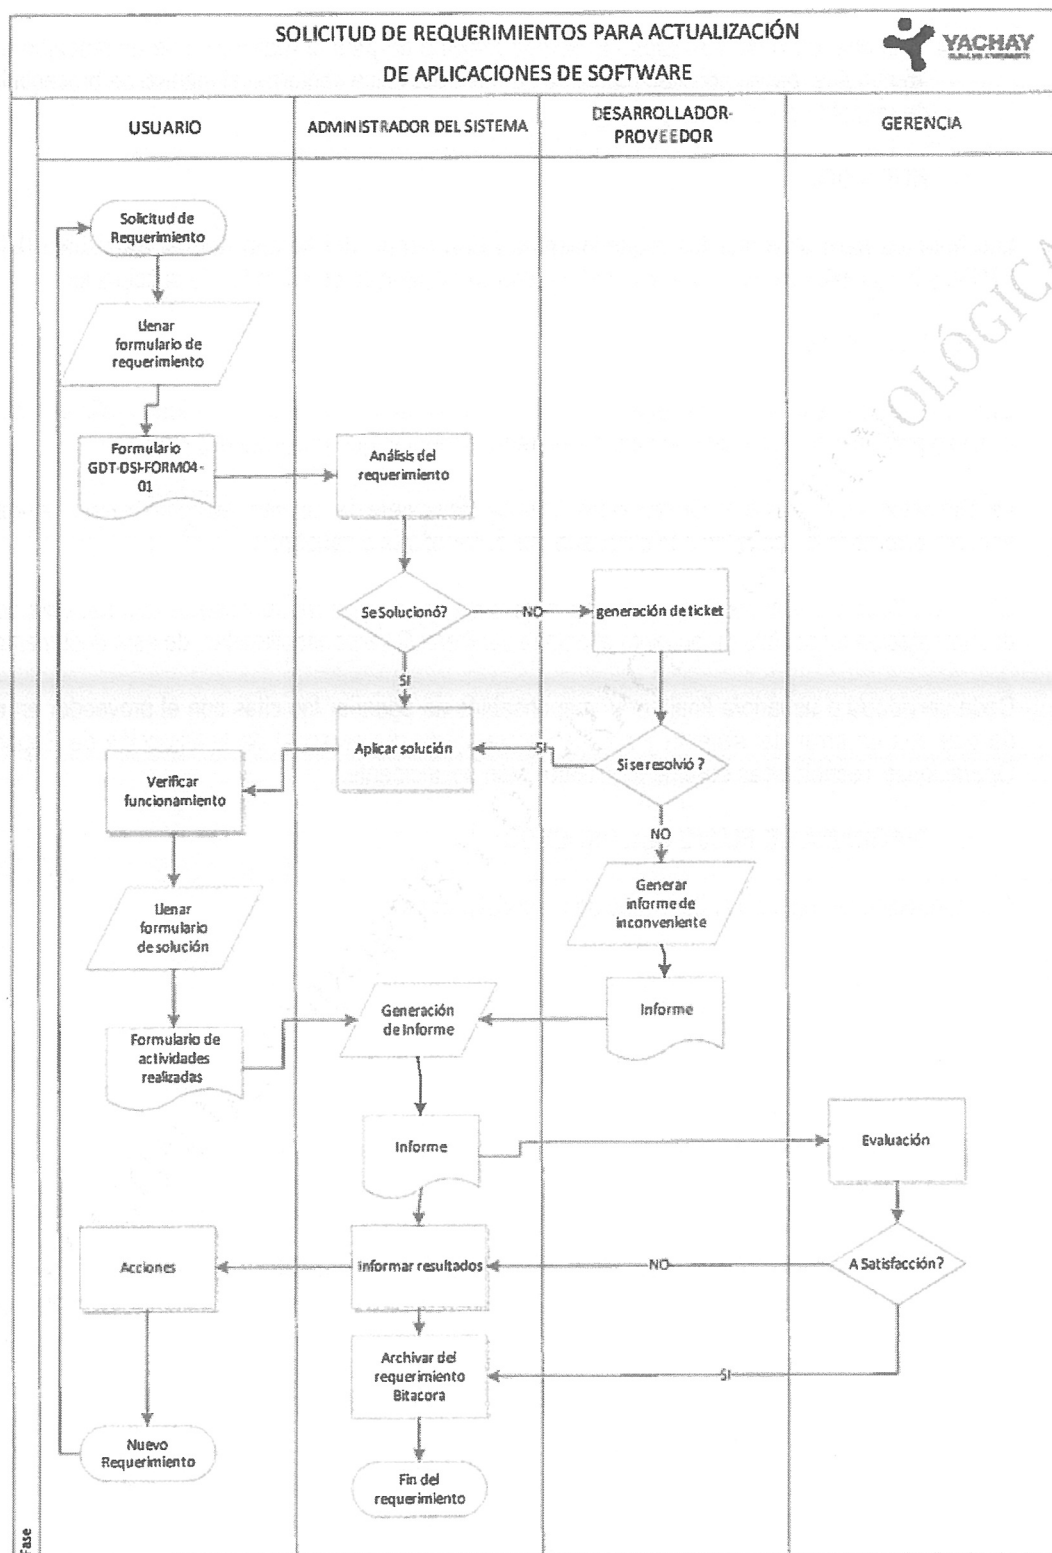 SOLICITUD DE REQUERIMIENTOS PARA ACTUALIZACIÓN
DE APLICACIONES DE SOFTWARE
YACHAY
USUARIO
ADMINISTRADOR DEL SISTEMA
DESARROLLADOR-
PROVEEDOR
GERENCIA
Solicitud de
Requerimiento
Llenar
formulario de
requerimiento
Formulario
GDT-DSI-FORM04-
01
Análisis del
requerimiento
Se Solucionó?
NO
generación de ticket
SI
Aplicar solución
SI
Si se resolvió ?
Verificar
funcionamiento
NO
Generar
informe de
inconveniente
Llenar
formulario
de solución
Informe
Generación
de Informe
Formulario de
actividades
realizadas
Informe
Evaluación
Acciones
Informar resultados
NO
A Satisfacción?
Archivar del
requerimiento
Bitacora
SI
Nuevo
Requerimiento
Fin del
requerimiento
Fase